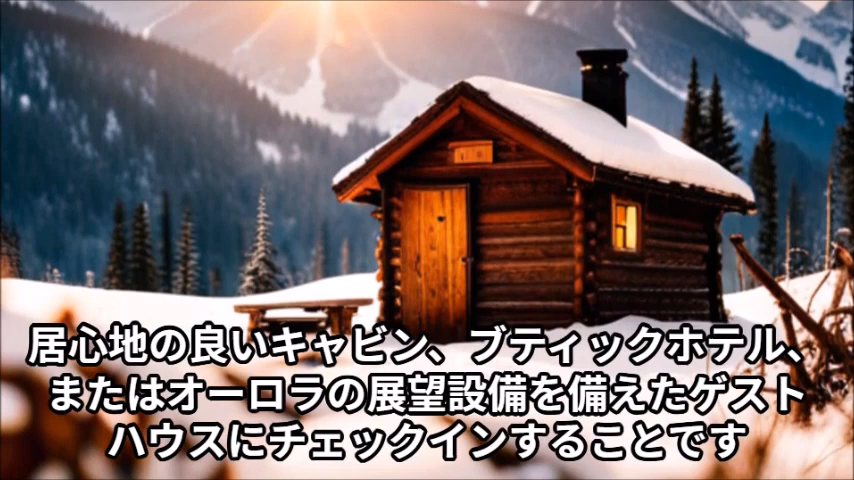 居心地の良いキャビン、ブティックホテル、
またはオーロラの展望設備を備えたゲスト
ハウスにチェックインすることです